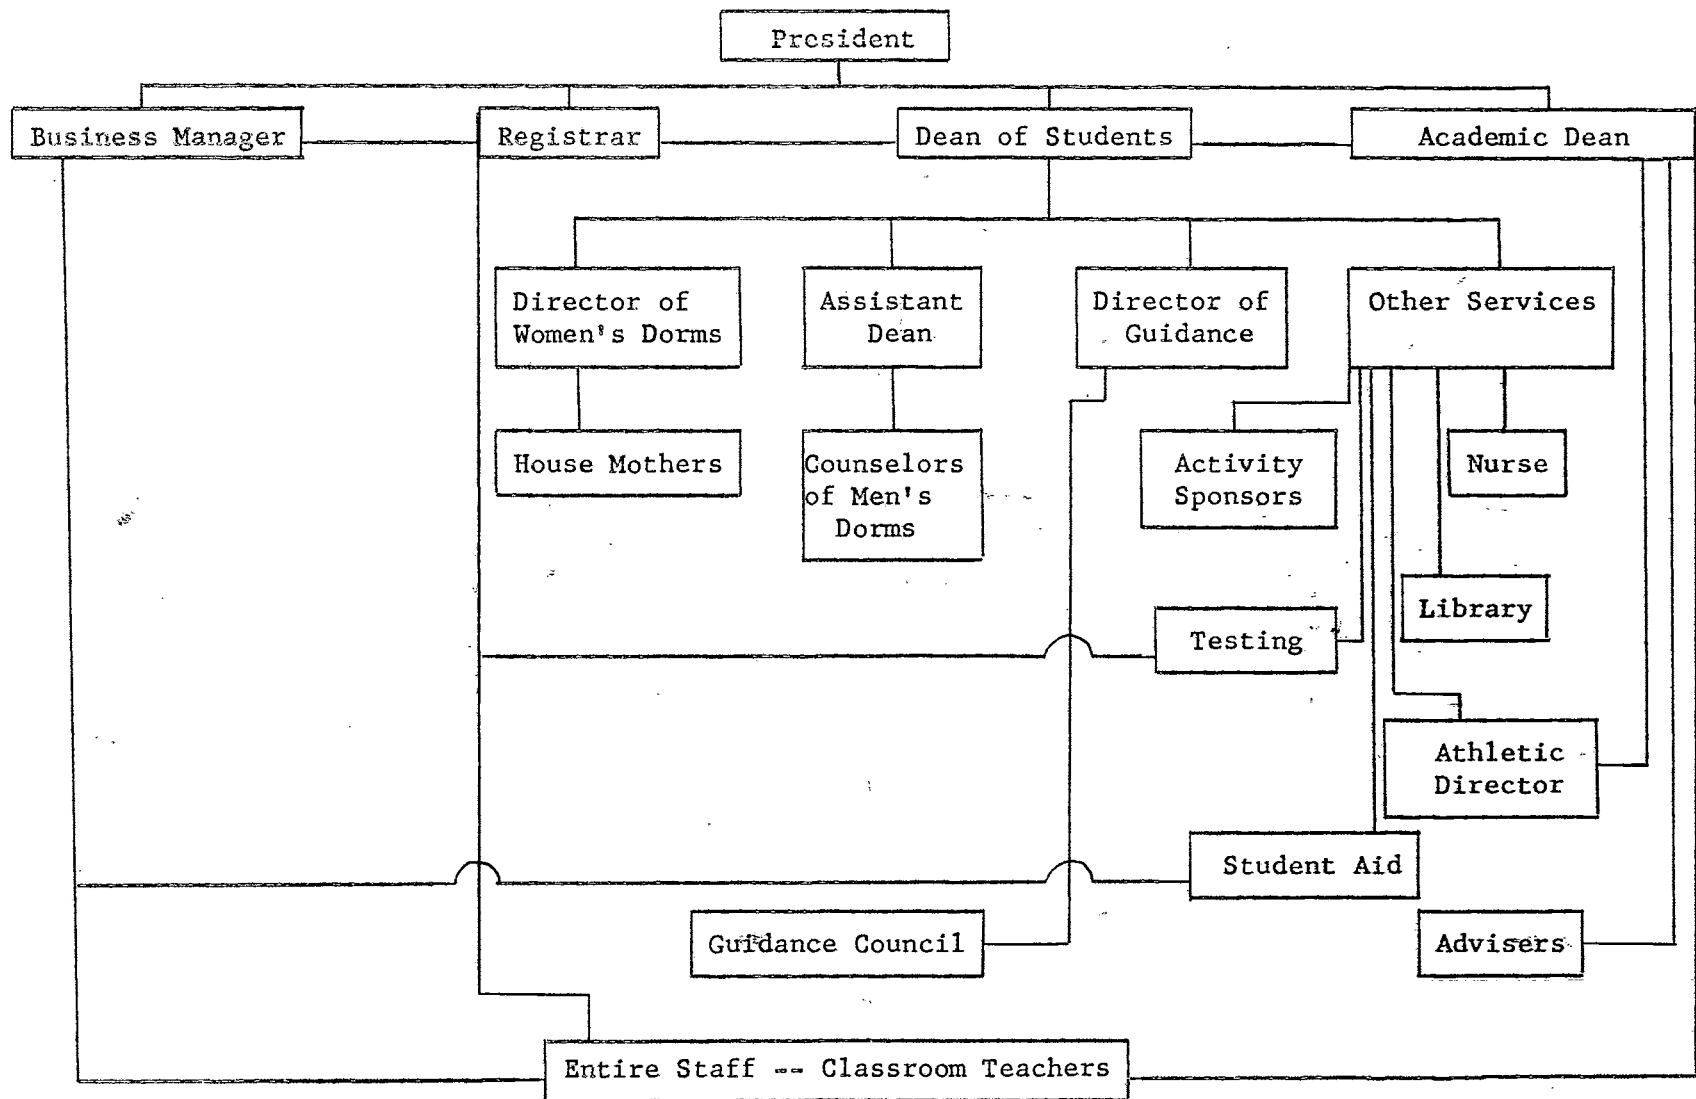 President
Business Manager
Registrar
Dean of Students
Academic Dean
Director of
Women's Dorms
Assistant
Dean
Director of
Guidance
Other Services
House Mothers
Counselors
of Men's
Dorms
Activity
Sponsors
Nurse
Library
Testing
Athletic
Director
Student Aid
Guidance Council
Advisers
Entire Staff -- Classroom Teachers